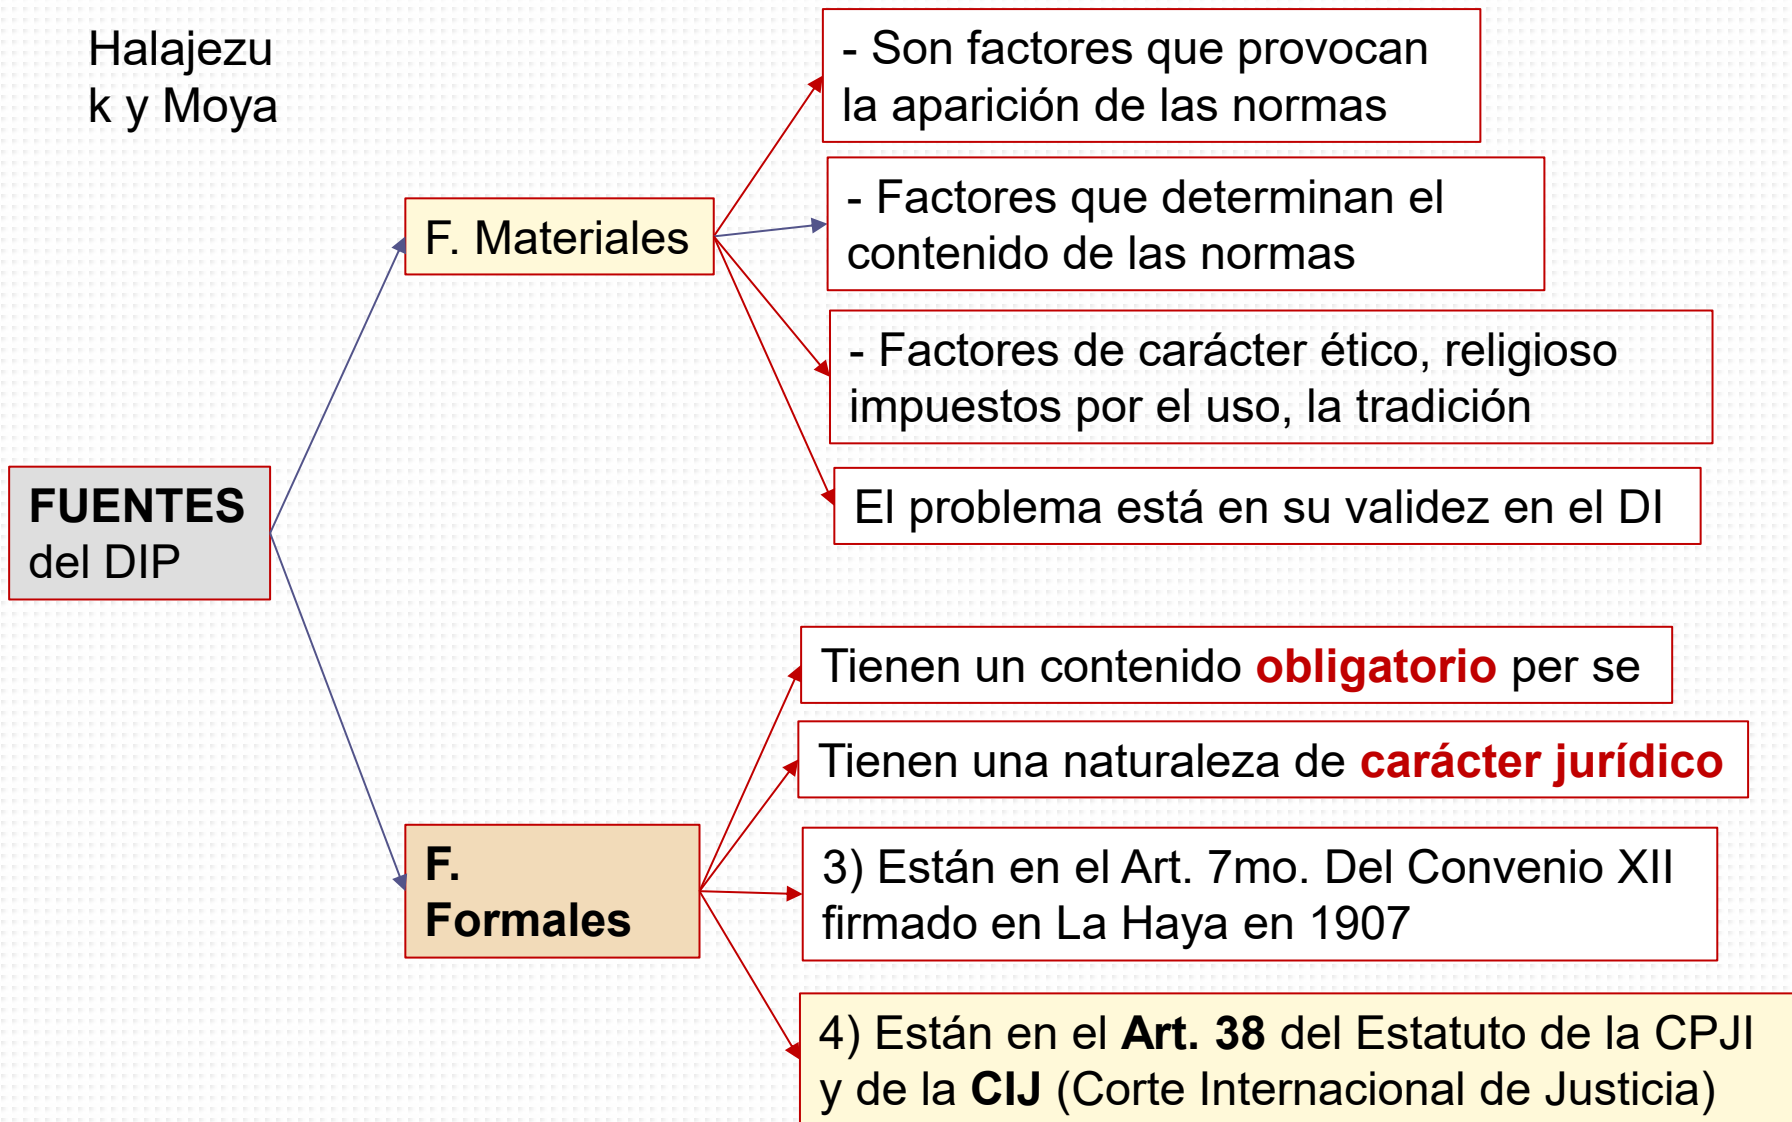 Halajezu
k y Moya
FUENTES
del DIP
F. Materiales
- Son factores que provocan
la aparición de las normas
- Factores que determinan el
contenido de las normas
- Factores de carácter ético, religioso
impuestos por el uso, la tradición
El problema está en su validez en el DI
F.
Formales
Tienen un contenido obligatorio per se
Tienen una naturaleza de carácter jurídico
3) Están en el Art. 7mo. Del Convenio XII
firmado en La Haya en 1907
4) Están en el Art. 38 del Estatuto de la CPJI
y de la CIJ (Corte Internacional de Justicia)